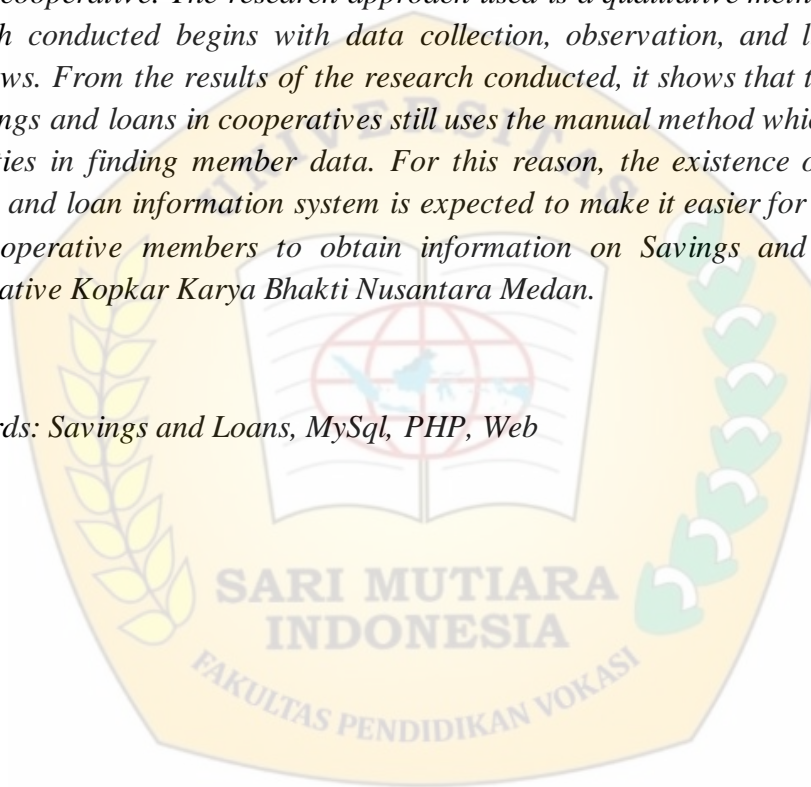 cooperative. The research approach used is a qualitative
h conducted begins with data collection, observation, and
ws. From the results of the research conducted, it shows that
ngs and loans in cooperatives still uses the manual method
ties in finding member data. For this reason, the existence
and loan information system is expected to make it easier for
operative members to obtain information on Savings and
ative Kopkar Karya Bhakti Nusantara Medan.
rds: Savings and Loans, MySql, PHP, Web
UNIVERSITAS
SARI MUTIARA
INDONESIA
FAKULTAS PENDIDIKAN VOKASI